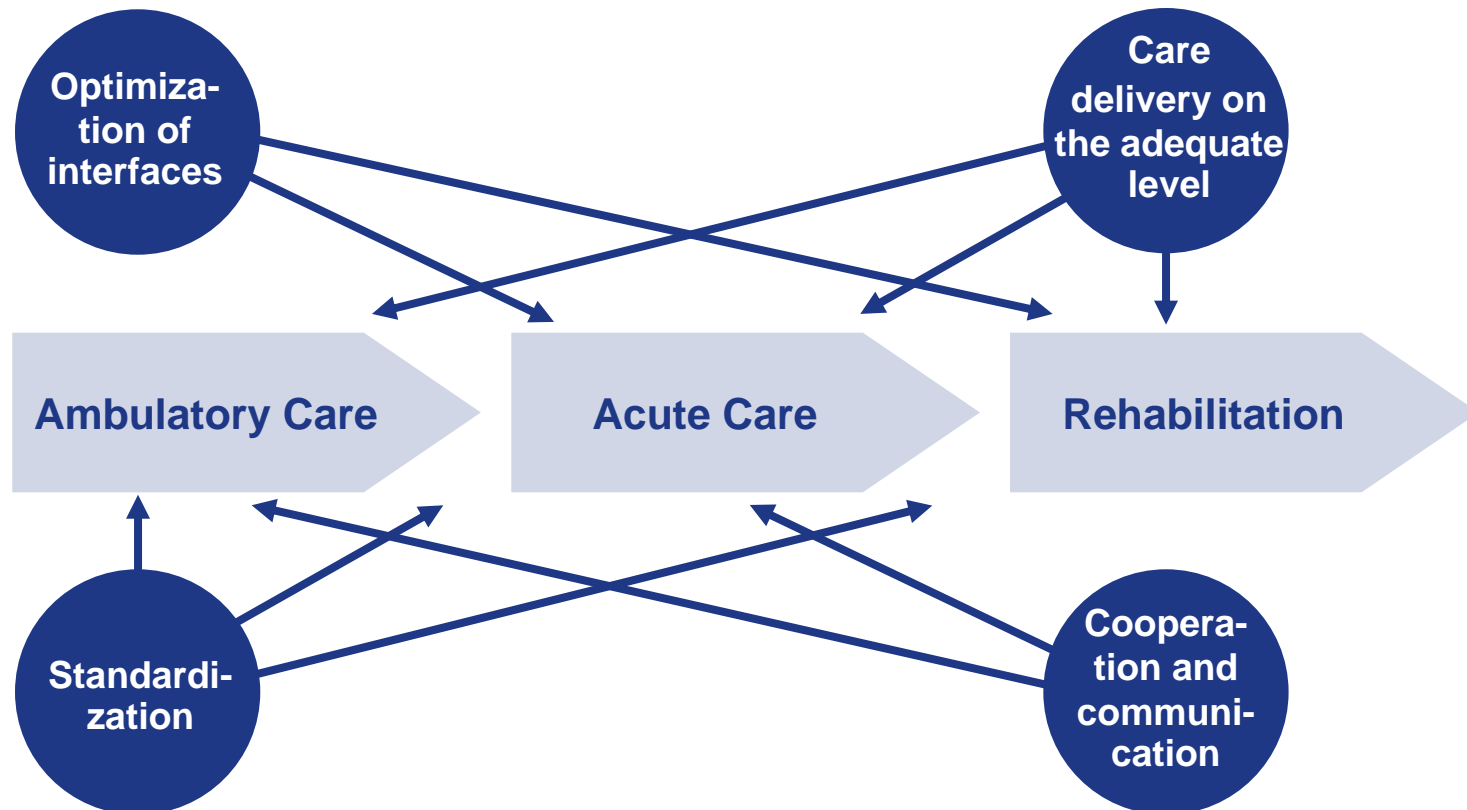 Optimiza-
tion of
interfaces
Care
delivery on
the adequate
level
Ambulatory Care
Acute Care
Rehabilitation
Standardi-
zation
Coopera-
tion and
communi-
cation